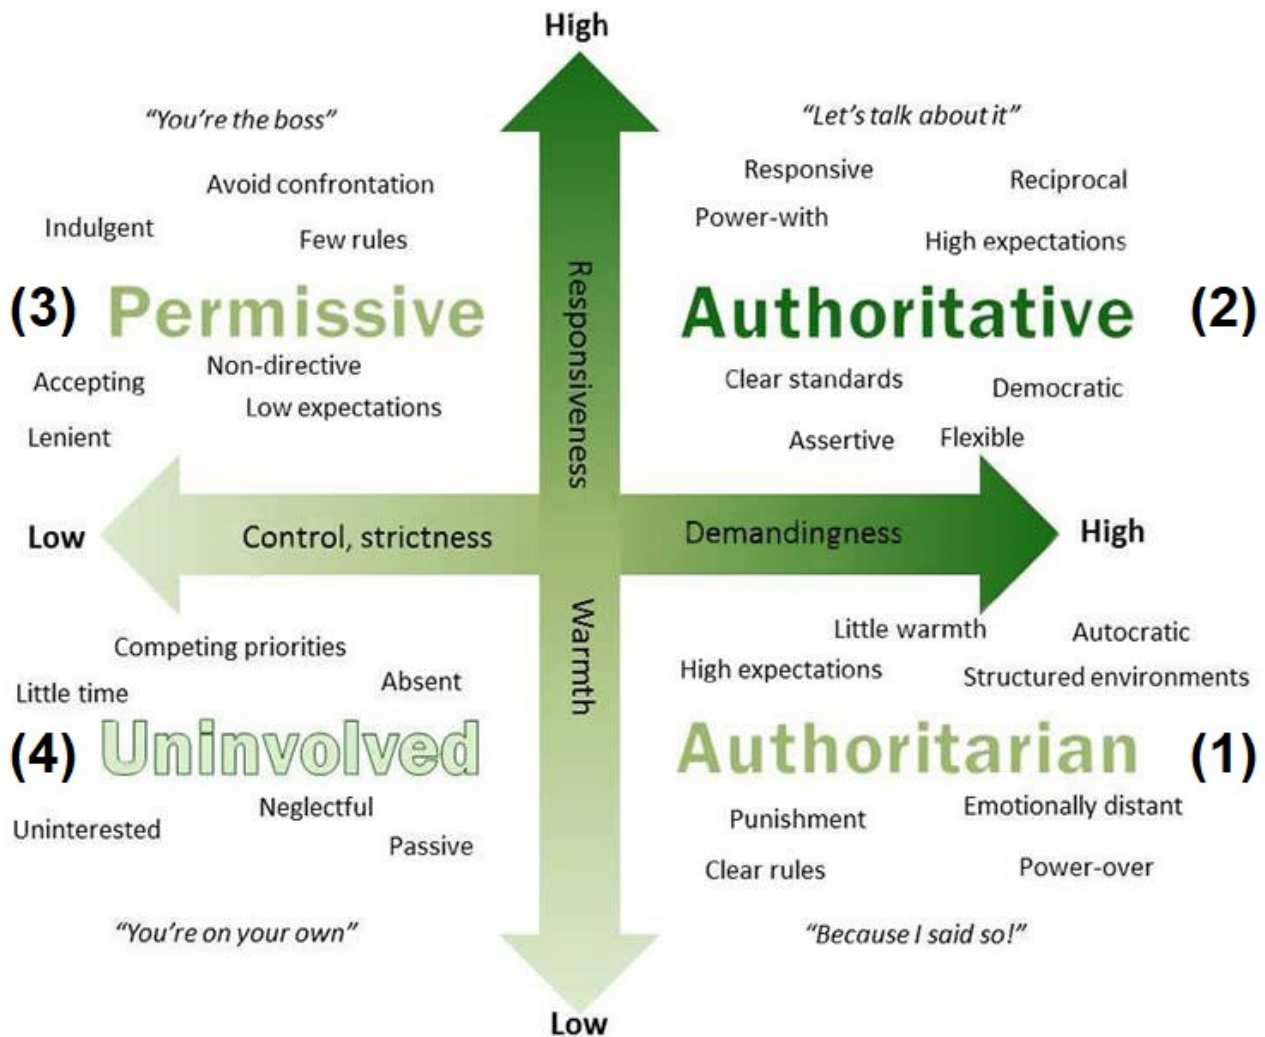 High
“You’re the boss”
Avoid confrontation
Indulgent
Few rules
(3) Permissive
Non-directive
Accepting
Low expectations
Lenient
“Let’s talk about it”
Responsive
Reciprocal
Power-with
High expectations
Authoritative (2)
Clear standards
Democratic
Assertive
Flexible
Responsiveness
Low
Control, strictness
Demandingness
High
Warmth
Competing priorities
Absent
Little time
(4) Uninvolved
Neglectful
Uninterested
Passive
“You’re on your own”
Little warmth
Autocratic
High expectations
Structured environments
Authoritarian (1)
Emotionally distant
Punishment
Clear rules
Power-over
“Because I said so!”
Low